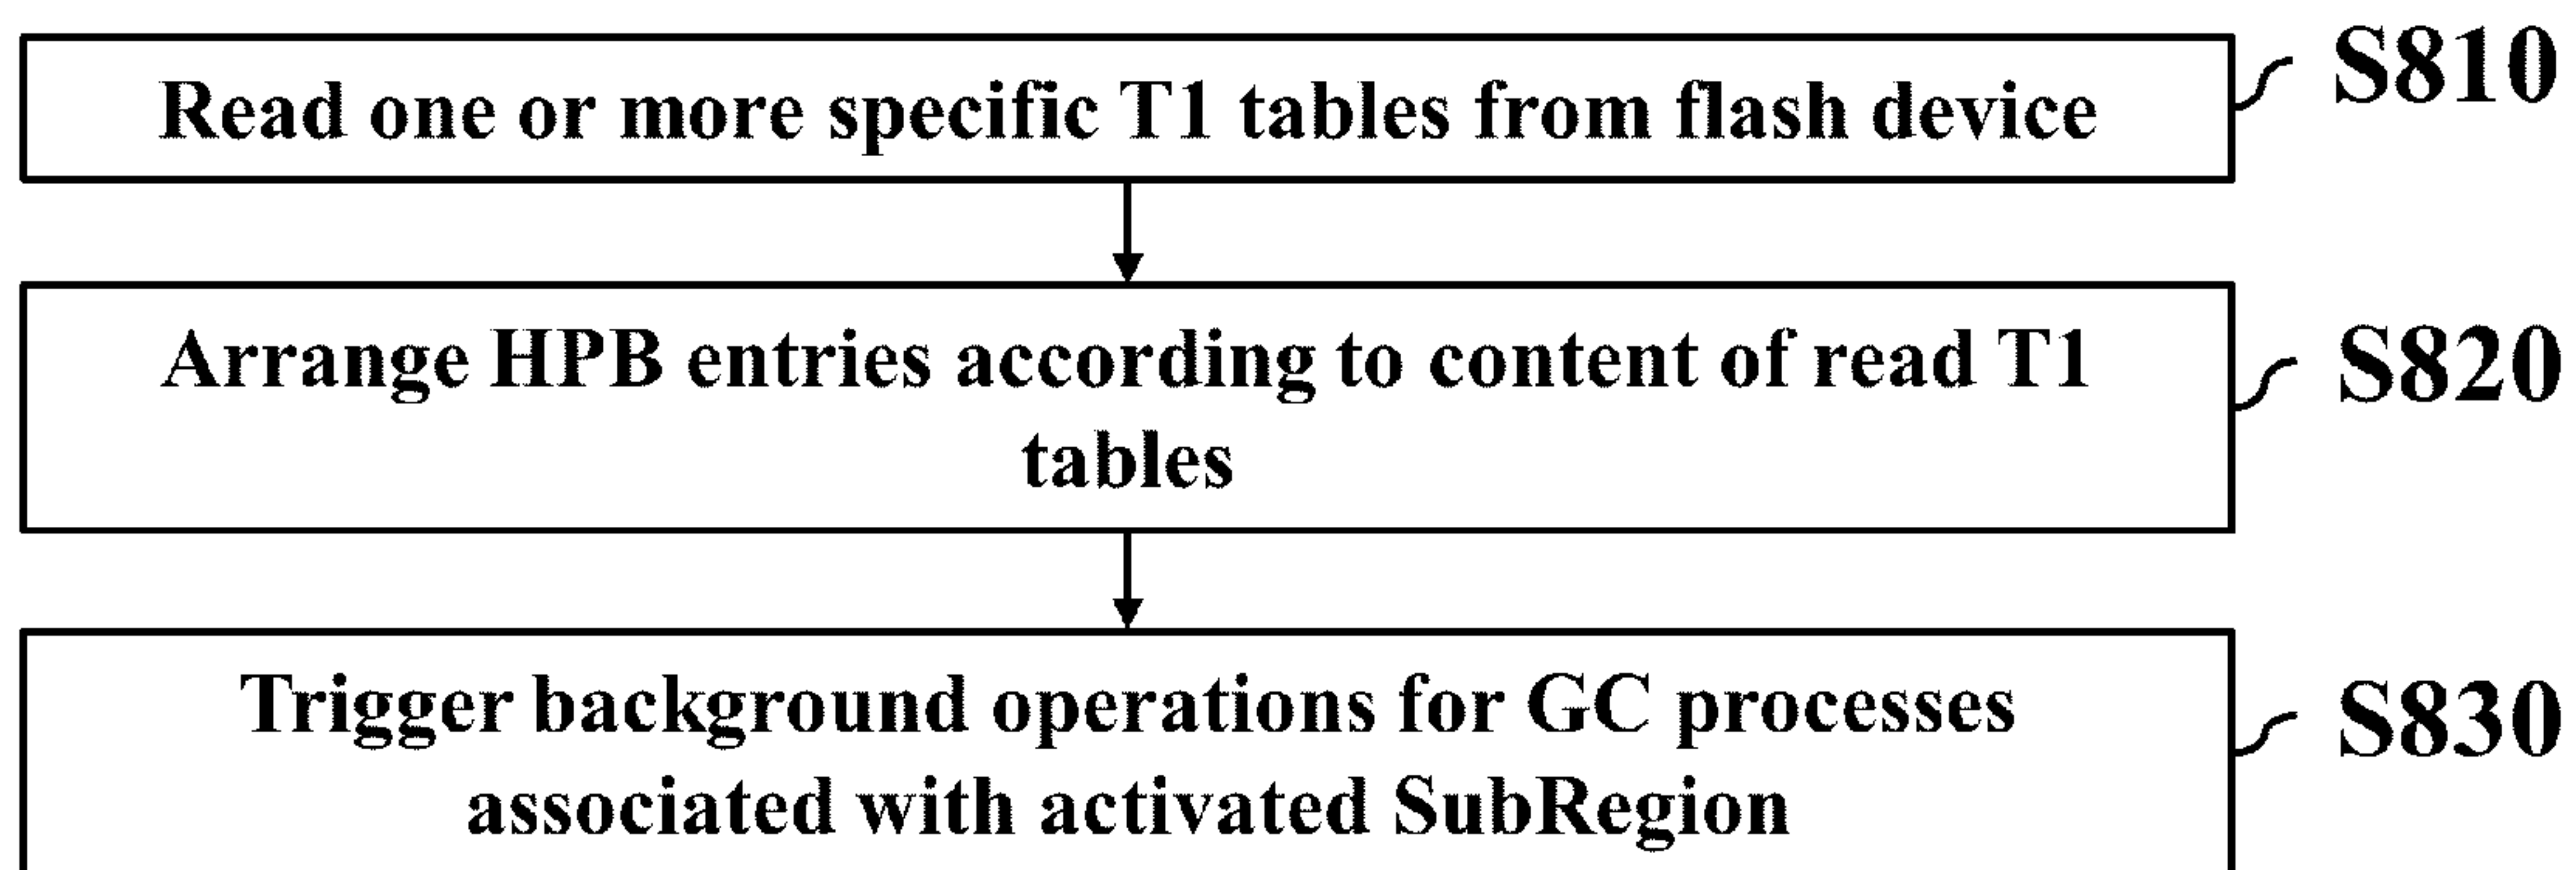 Read one or more specific T1 tables from flash device
S810
Arrange HPB entries according to content of read T1
tables
S820
Trigger background operations for GC processes
associated with activated SubRegion
S830